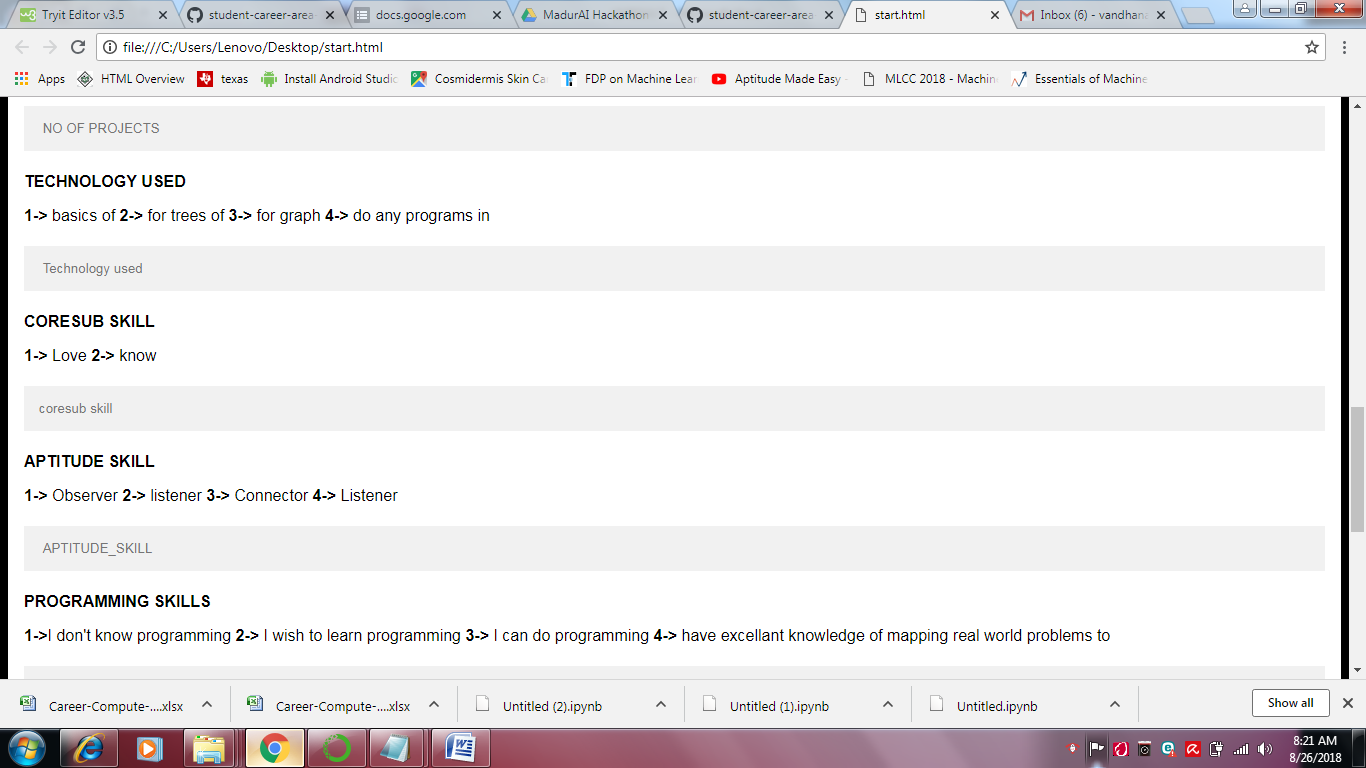 Tryit Editor v3.5 student-career-area docs.google.com MadurAI Hackathon student-career-area start.html Inbox (6) - vandhana
file:///C:/Users/Lenovo/Desktop/start.html
Apps HTML Overview texas Install Android Studio Cosmidermis Skin Ca FDP on Machine Lear Aptitude Made Easy - MLCC 2018 - Machin Essentials of Machine
NO OF PROJECTS
TECHNOLOGY USED
1-> basics of 2-> for trees of 3-> for graph 4-> do any programs in
Technology used
CORESUB SKILL
1-> Love 2-> know
coresub skill
APTITUDE SKILL
1-> Observer 2-> listener 3-> Connector 4-> Listener
APTITUDE_SKILL
PROGRAMMING SKILLS
1->I don't know programming 2-> I wish to learn programming 3-> I can do programming 4-> have excellant knowledge of mapping real world problems to
Career-Compute-....xlsx Career-Compute-....xlsx Untitled (2).ipynb Untitled (1).ipynb Untitled.ipynb Show all
8:21 AM
8/26/2018